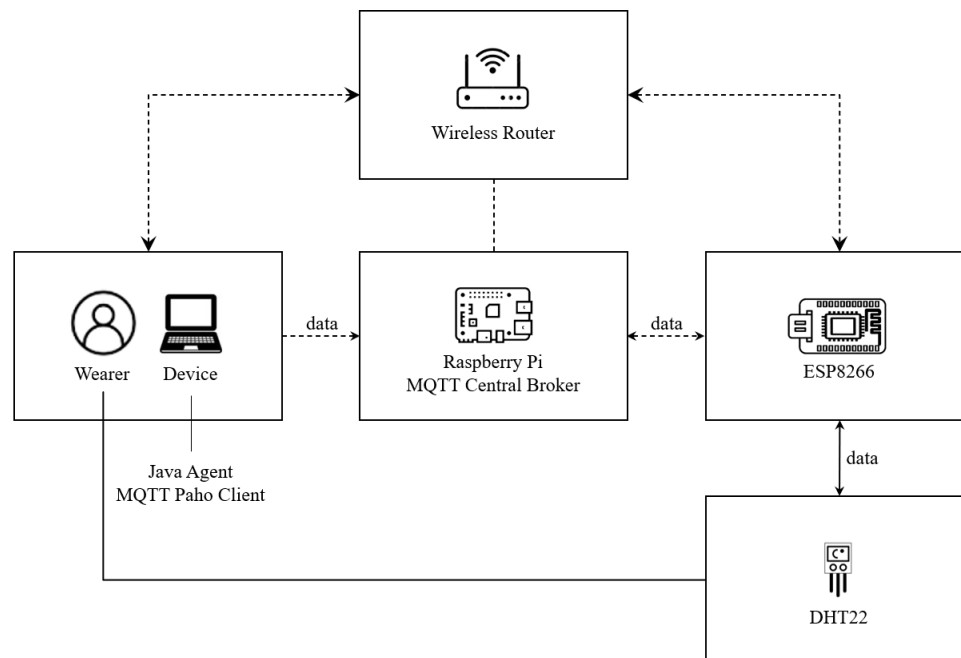 Wireless Router
data
data
Wearer Device
Raspberry Pi
MQTT Central Broker
ESP8266
Java Agent
MQTT Paho Client
data
C°
DHT22